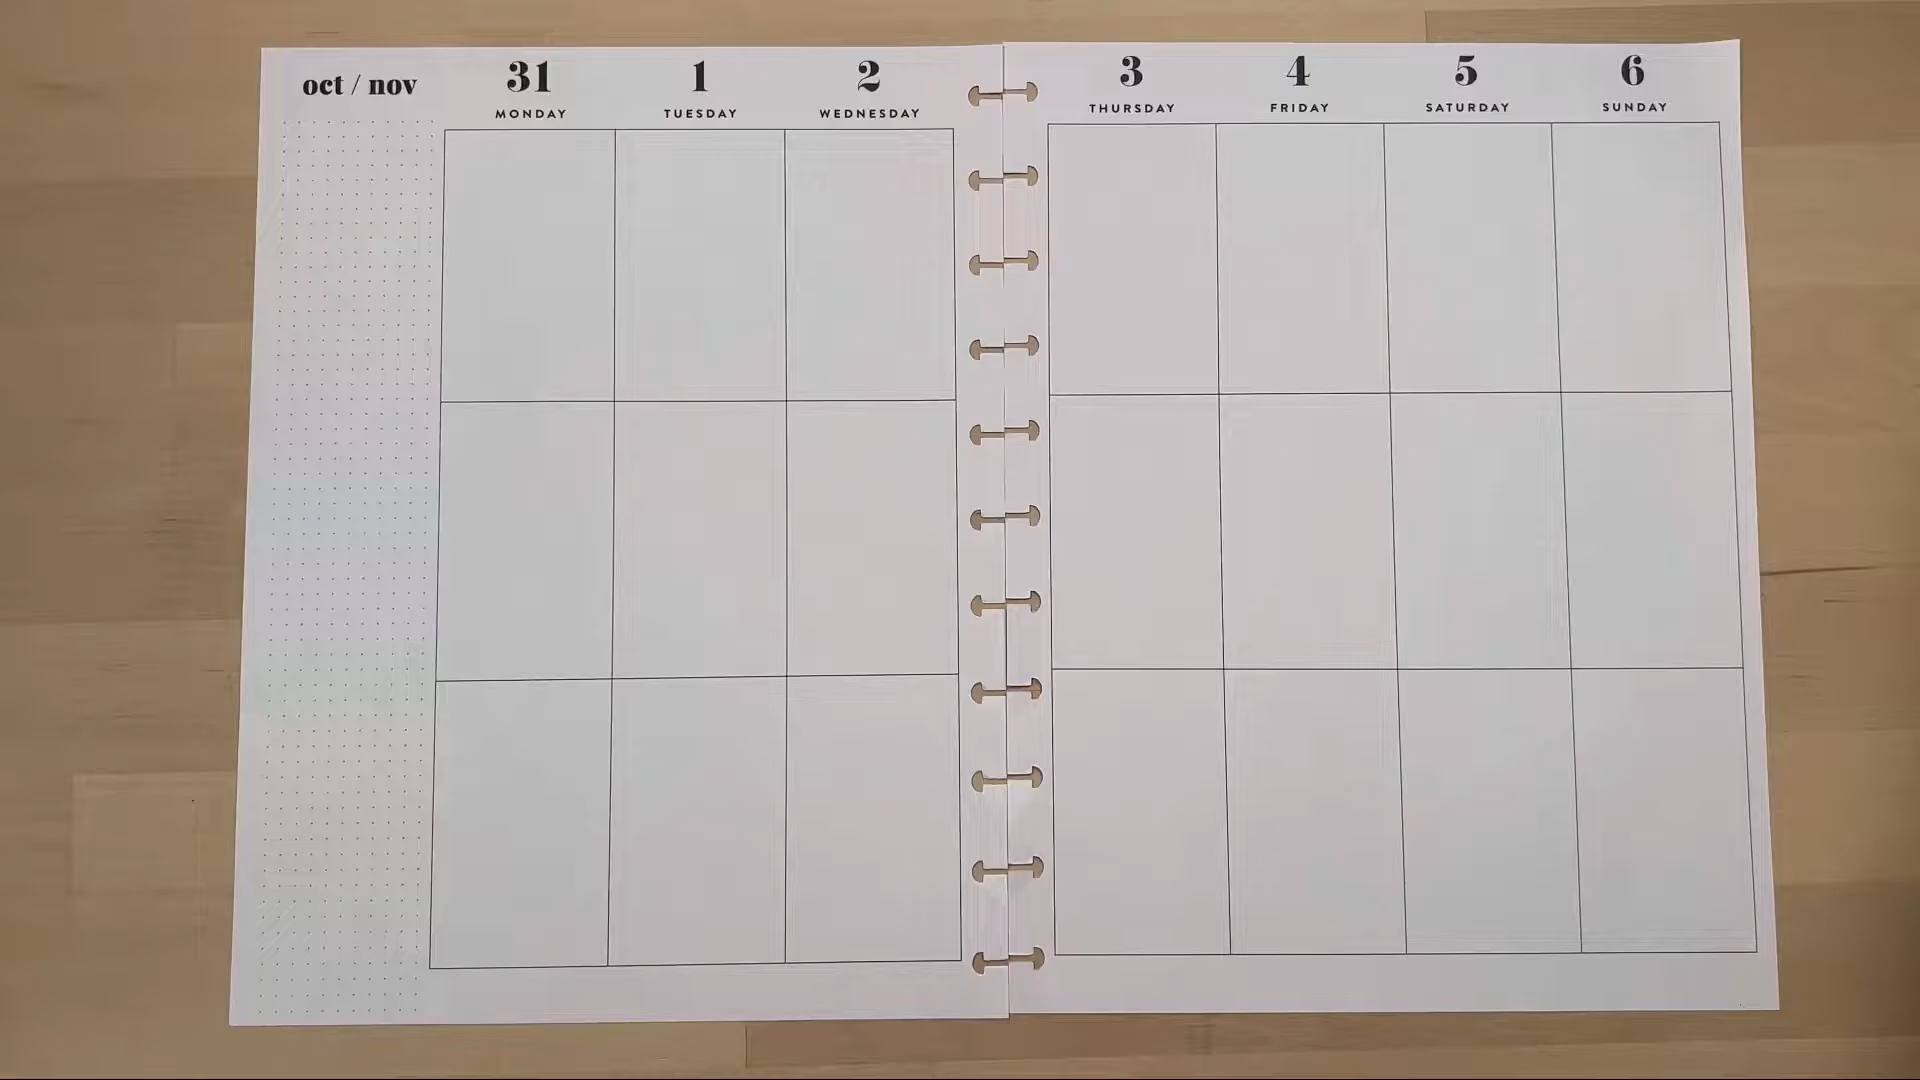 oct / nov
31 1 2 3 4 5 6
MONDAY TUESDAY WEDNESDAY THURSDAY FRIDAY SATURDAY SUNDAY